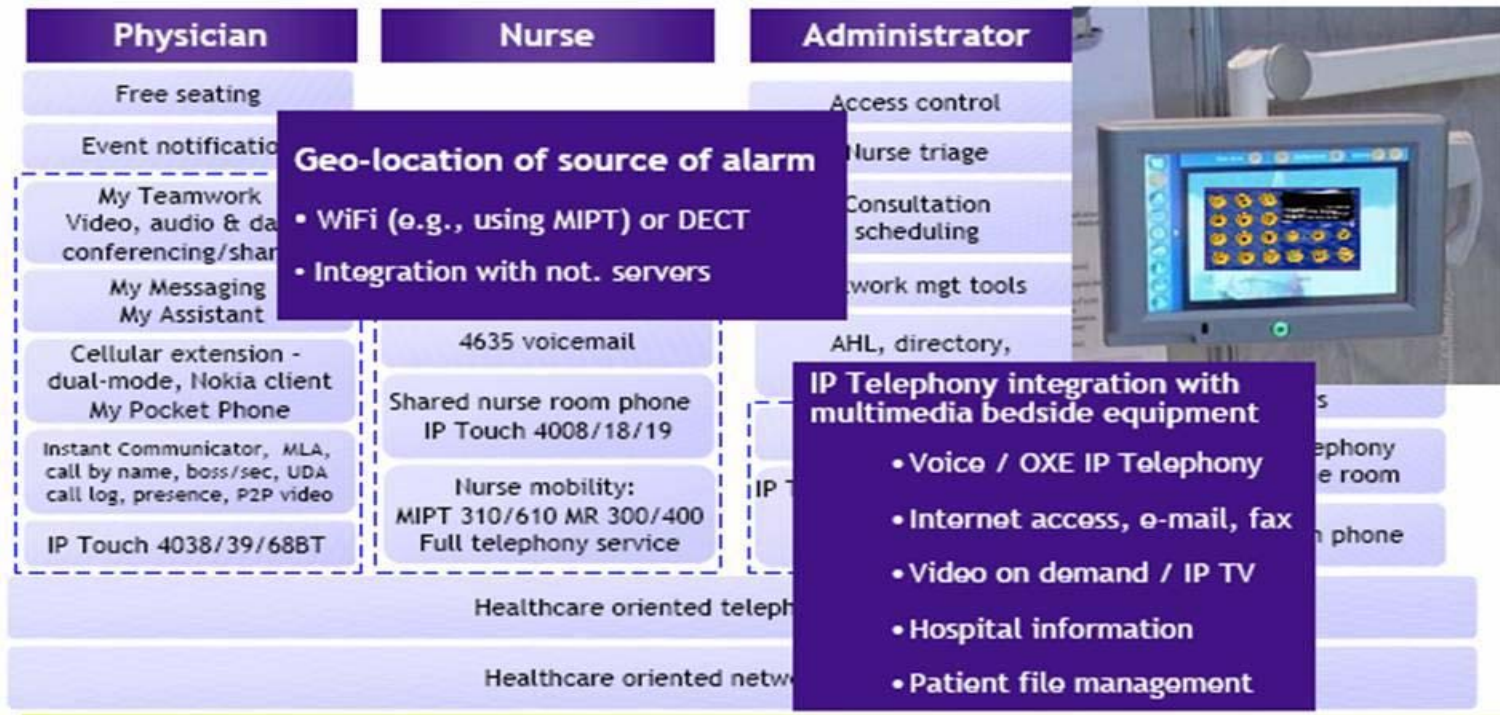 Physician
Free seating
Event notificatio
My Teamwork
Video, audio & da
conferencing/shar
My Messaging
My Assistant
Cellular extension -
dual-mode, Nokia client
My Pocket Phone
Instant Communicator, MLA,
call by name, boss/sec, UDA
call log, presence, P2P video
IP Touch 4038/39/68BT
Nurse
Geo-location of source of alarm
• WiFi (e.g., using MIPT) or DECT
• Integration with not. servers
4635 voicemail
Shared nurse room phone
IP Touch 4008/18/19
Nurse mobility:
MIPT 310/610 MR 300/400
Full telephony service
Administrator
Access control
Nurse triage
Consultation
scheduling
work mgt tools
AHL, directory,
IP T
IP Telephony integration with
multimedia bedside equipment
• Voice / OXE IP Telephony
• Internet access, e-mail, fax
• Video on demand / IP TV
• Hospital information
• Patient file management
s
ephony
e room
phone
Healthcare oriented teleph
Healthcare oriented netw